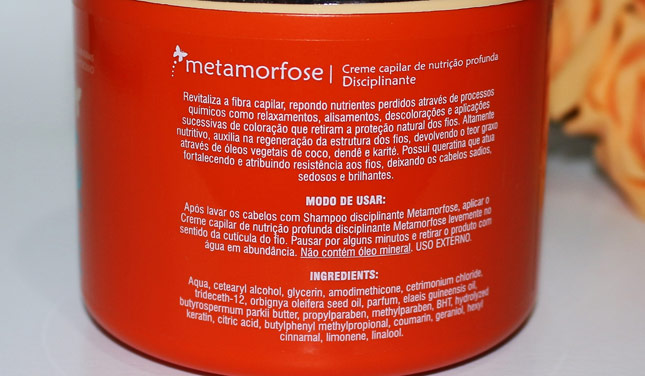 metamorfose | Creme capilar de nutrição profunda
Disciplinante
Revitaliza a fibra capilar, repondo nutrientes perdidos através de processos
químicos como relaxamentos, alisamentos, descolorações e aplicações
sucessivas de coloração que retiram a proteção natural dos fios. Altamente
nutritivo, auxilia na regeneração da estrutura dos fios, devolvendo o teor graxo
através de óleos vegetais de coco, dendê e karité. Possui queratina que atua
fortalecendo e atribuindo resistência aos fios, deixando os cabelos sadios,
sedosos e brilhantes.
MODO DE USAR:
Após lavar os cabelos com Shampoo disciplinante Metamorfose, aplicar o
Creme capilar de nutrição profunda disciplinante Metamorfose levemente no
sentido da cutícula do fio. Pausar por alguns minutos e retirar o produto com
água em abundância. Não contém óleo mineral. USO EXTERNO.
INGREDIENTS:
Aqua, cetearyl alcohol, glycerin, amodimethicone, cetrimonium chloride,
trideceth-12, orbignya oleifera seed oil, parfum, elaeis guineensis oil,
butyrospermum parkii butter, propylparaben, methylparaben, BHT, hydrolyzed
keratin, citric acid, butylphenyl methylpropional, coumarin, geraniol, hexyl
cinnamal, limonene, linalool.